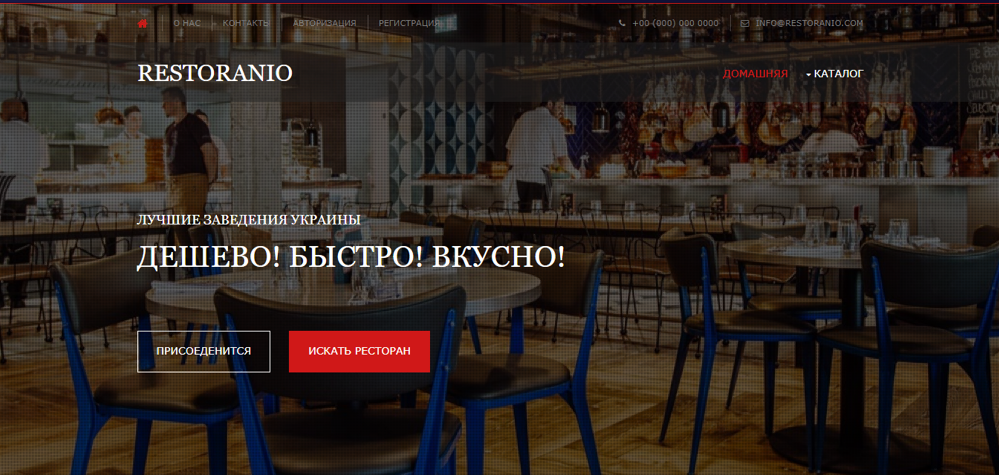 О НАС КОНТАКТЫ АВТОРИЗАЦИЯ РЕГИСТРАЦИЯ +00 (000) 000 0000 INFO@RESTORANIO.COM
RESTORANIO ДОМАШНЯЯ КАТАЛОГ
ЛУЧШИЕ ЗАВЕДЕНИЯ УКРАИНЫ
ДЕШЕВО! БЫСТРО! ВКУСНО!
ПРИСОЕДЕНИТСЯ ИСКАТЬ РЕСТОРАН